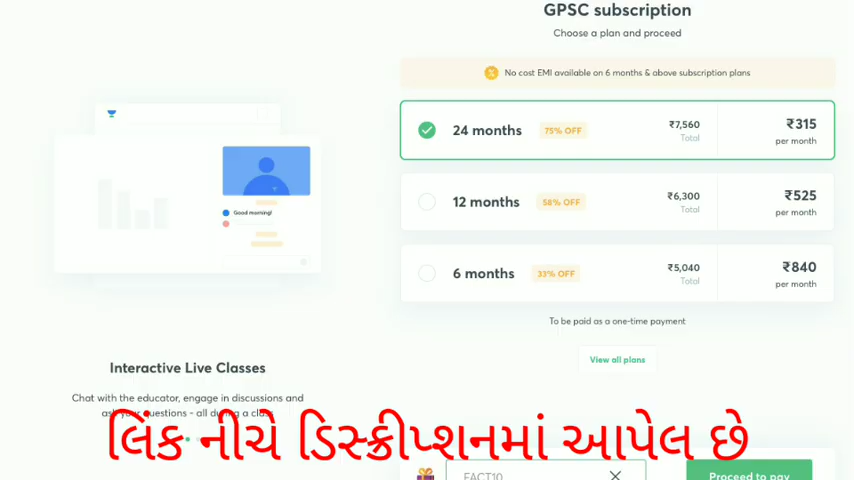 GPSC subscription
Choose a plan and proceed
No cost EMI available on 6 months & above subscription plans
24 months 75% OFF ₹7,560 Total ₹315 per month
12 months 58% OFF ₹6,300 Total ₹525 per month
6 months 33% OFF ₹5,040 Total ₹840 per month
To be paid as a one-time payment
View all plans
Good morning!
Interactive Live Classes
Chat with the educator, engage in discussions and
ask your questions - all during a class
લિંક નીચે ડિસ્ક્રીપ્શનમાં આપેલ છે
FACT10
Proceed to pay